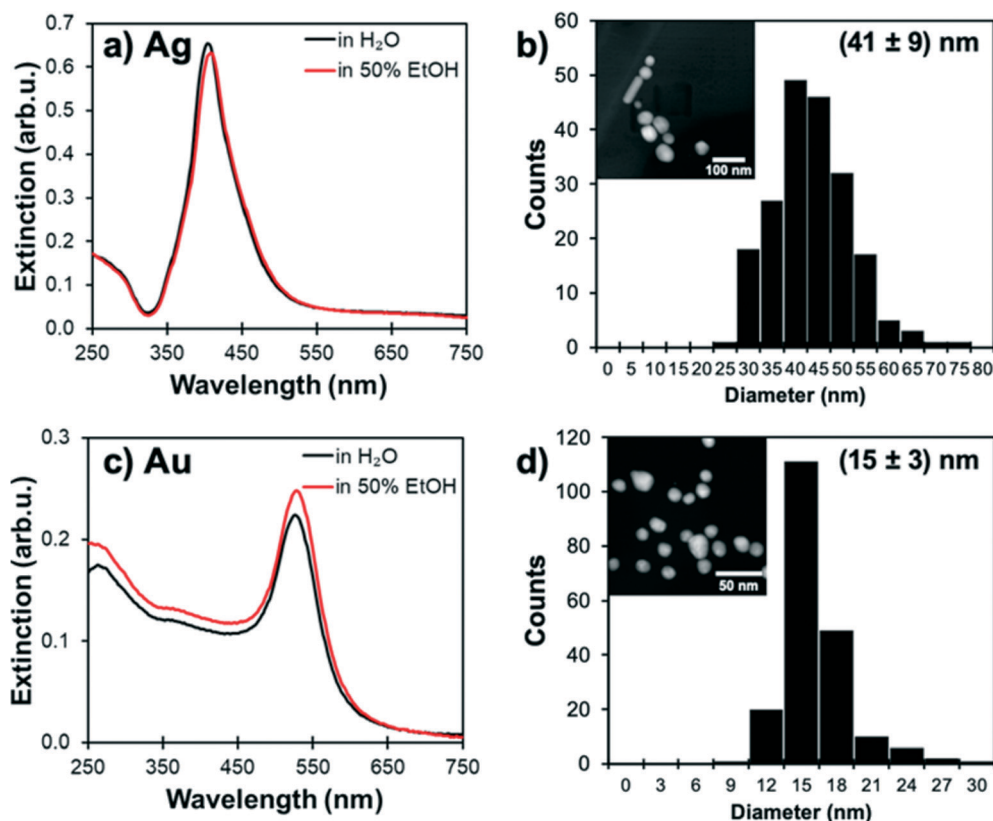 a) Ag
in H₂O
in 50% EtOH
Extinction (arb.u.)
0.7
0.6
0.5
0.4
0.3
0.2
0.1
0.0
250 350 450 550 650 750
Wavelength (nm)
b)
(41 ± 9) nm
100 nm
Counts
60
50
40
30
20
10
0
0 5 10 15 20 25 30 35 40 45 50 55 60 65 70 75 80
Diameter (nm)
c) Au
in H₂O
in 50% EtOH
Extinction (arb.u.)
0.3
0.2
0.1
0.0
250 350 450 550 650 750
Wavelength (nm)
d)
(15 ± 3) nm
50 nm
Counts
120
100
80
60
40
20
0
0 3 6 9 12 15 18 21 24 27 30
Diameter (nm)